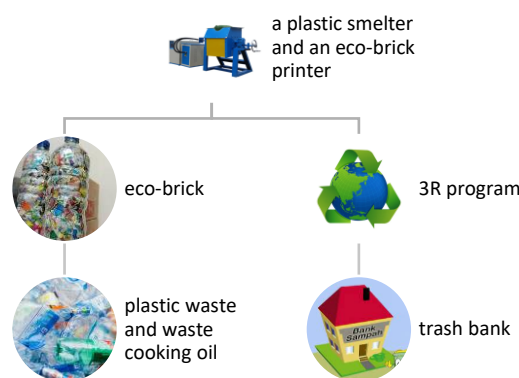 a plastic smelter
and an eco-brick
printer
eco-brick
3R program
plastic waste
and waste
cooking oil
Bank
Sampah
trash bank